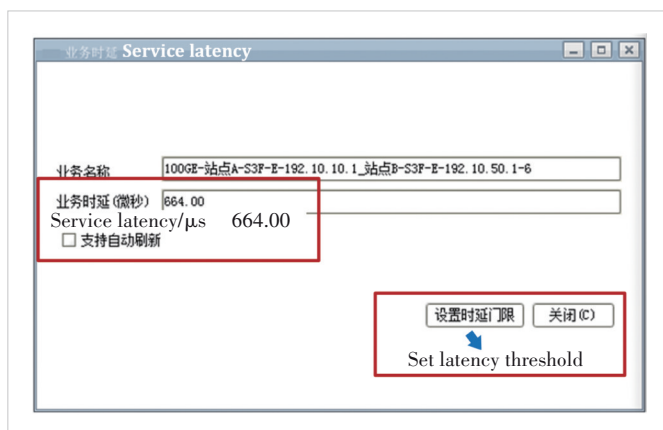 业务时延 Service latency
业务名称 100GE-站点A-S3F-E-192.10.10.1_站点B-S3F-E-192.10.50.1-6
业务时延(微秒) 664.00
Service latency/μs 664.00
支持自动刷新
设置时延门限 关闭(C)
Set latency threshold